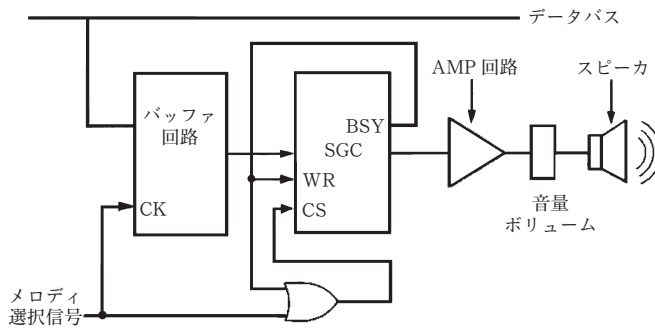 データバス
AMP 回路
スピーカ
バッファ
回路
BSY
SGC
WR
CS
CK
音量
ボリューム
メロディ
選択信号